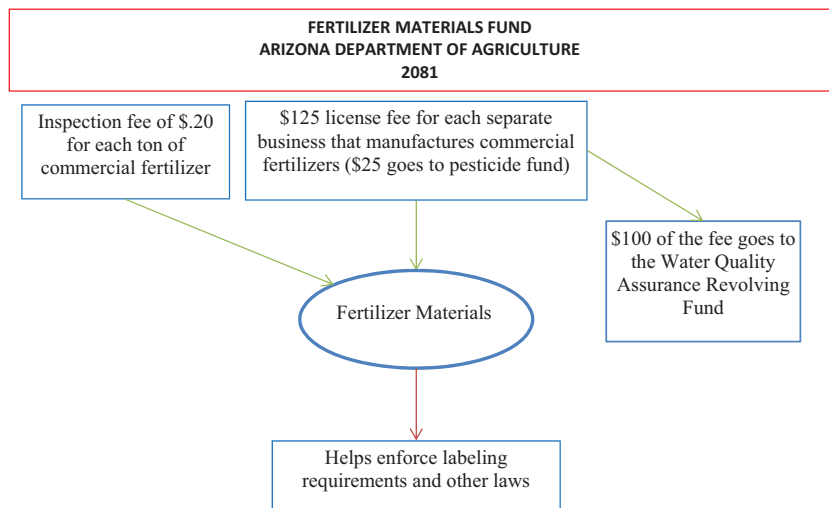 FERTILIZER MATERIALS FUND
ARIZONA DEPARTMENT OF AGRICULTURE
2081
Inspection fee of $.20
for each ton of
commercial fertilizer
$125 license fee for each separate
business that manufactures commercial
fertilizers ($25 goes to pesticide fund)
$100 of the fee goes to
the Water Quality
Assurance Revolving
Fund
Fertilizer Materials
Helps enforce labeling
requirements and other laws